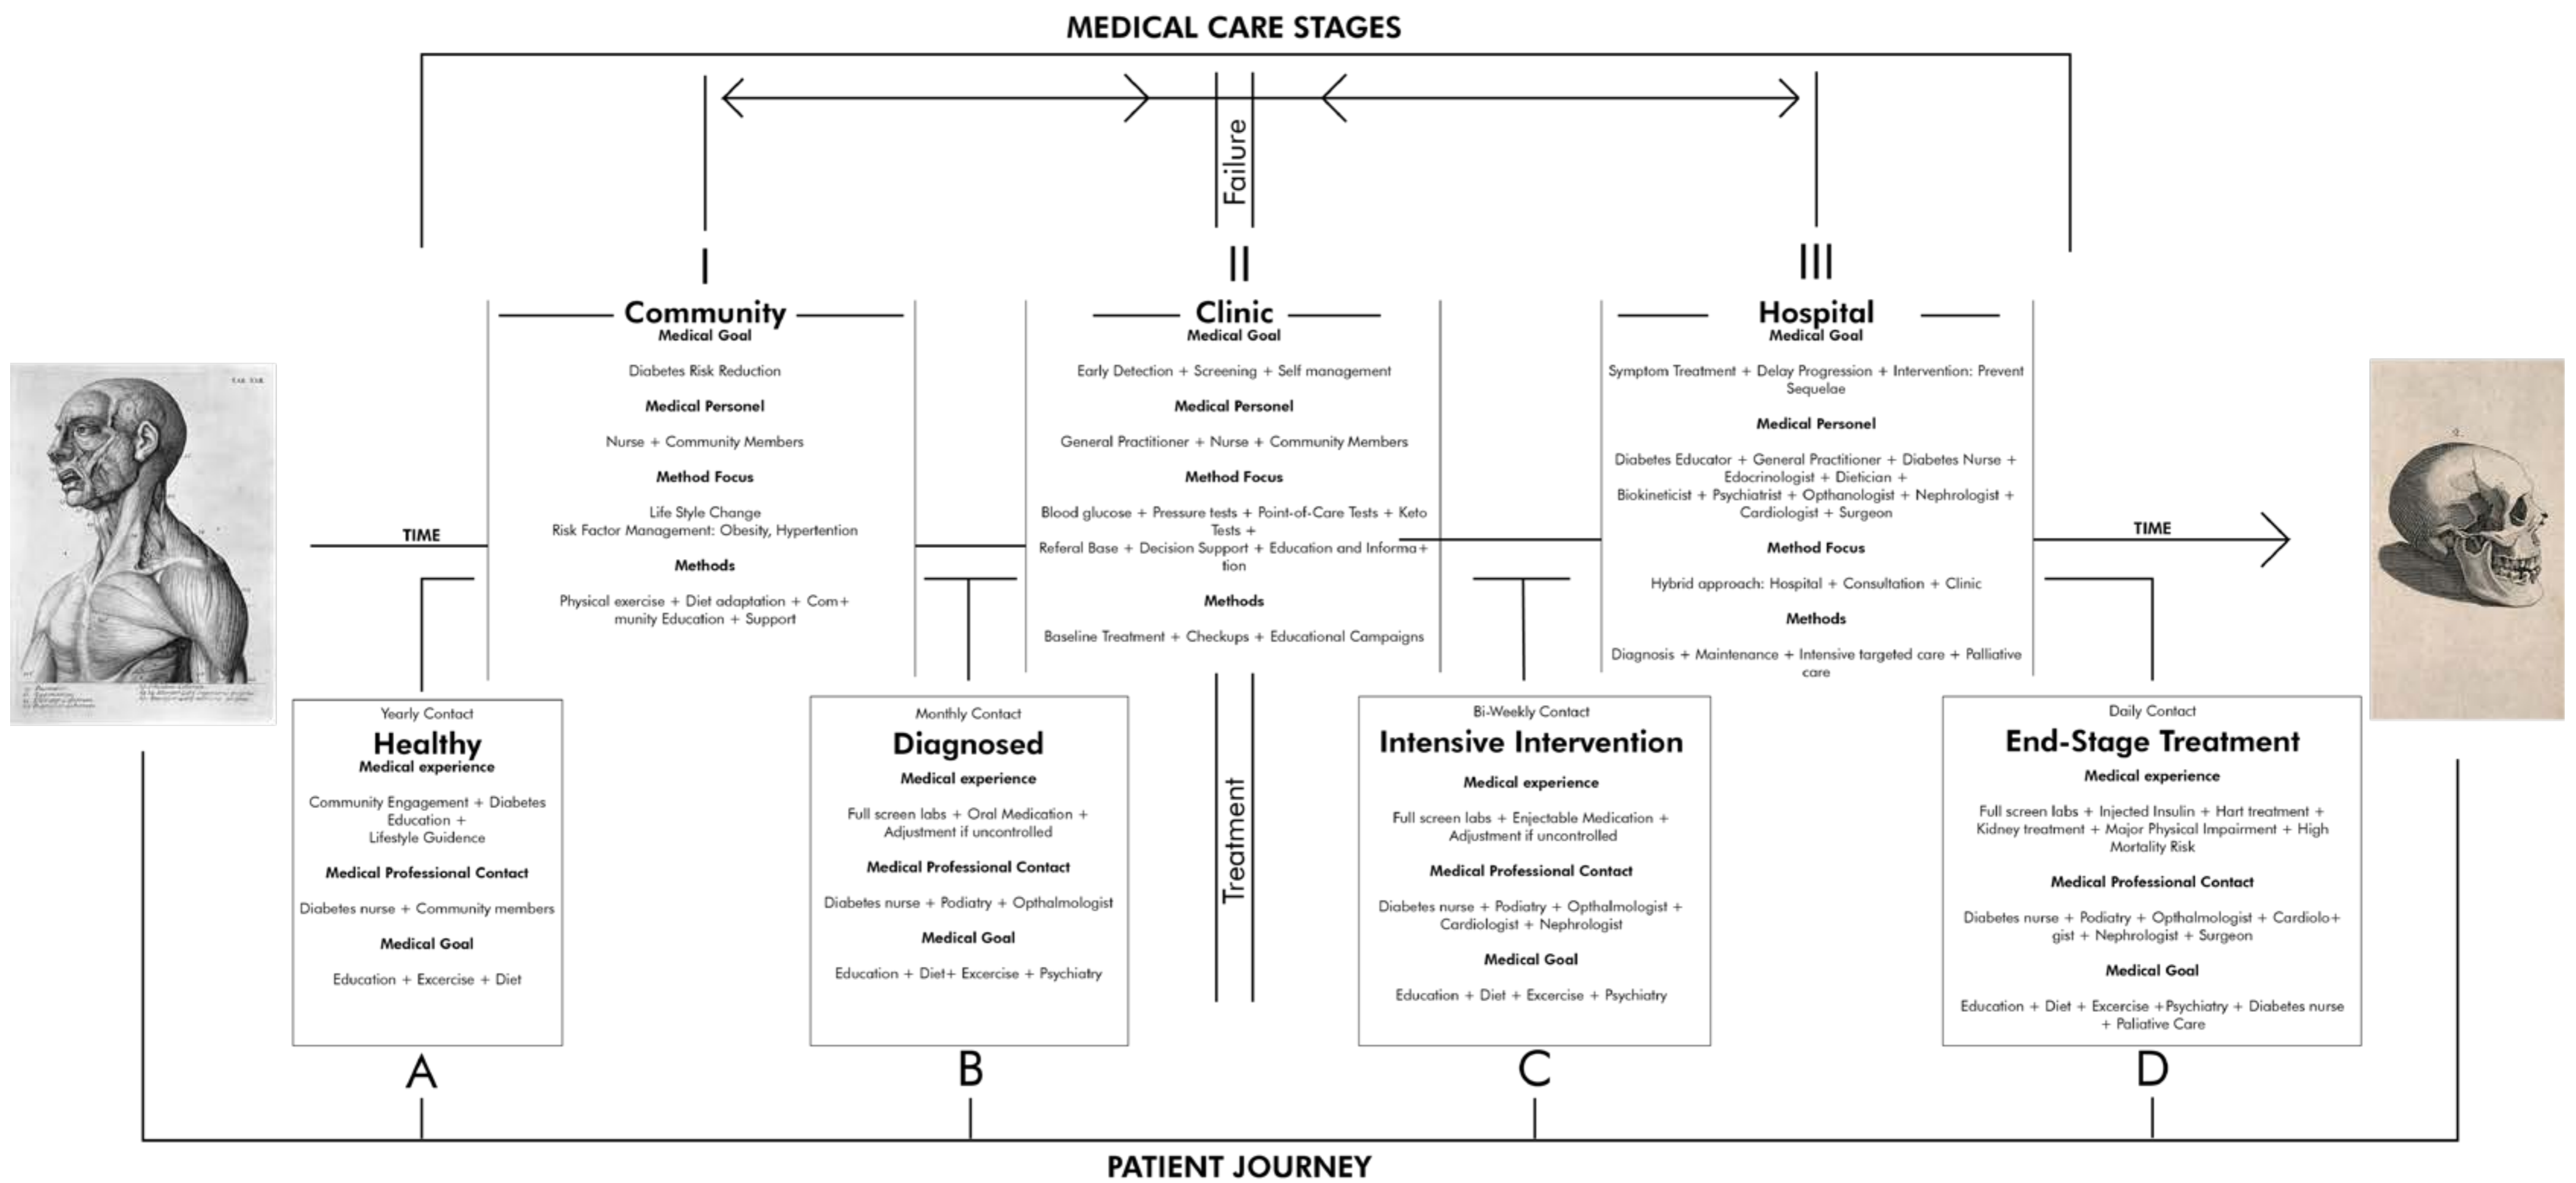 MEDICAL CARE STAGES
Failure
I
Community
Medical Goal
Diabetes Risk Reduction
Medical Personel
Nurse + Community Members
Method Focus
Life Style Change
Risk Factor Management: Obesity, Hypertention
Methods
Physical exercise + Diet adaptation + Com+
munity Education + Support
II
Clinic
Medical Goal
Early Detection + Screening + Self management
Medical Personel
General Practitioner + Nurse + Community Members
Method Focus
Blood glucose + Pressure tests + Point-of-Care Tests + Keto
Tests +
Referal Base + Decision Support + Education and Informa+
tion
Methods
Baseline Treatment + Checkups + Educational Campaigns
III
Hospital
Medical Goal
Symptom Treatment + Delay Progression + Intervention: Prevent
Sequelae
Medical Personel
Diabetes Educator + General Practitioner + Diabetes Nurse +
Edocrinologist + Dietician +
Biokineticist + Psychiatrist + Opthanologist + Nephrologist +
Cardiologist + Surgeon
Method Focus
Hybrid approach: Hospital + Consultation + Clinic
Methods
Diagnosis + Maintenance + Intensive targeted care + Palliative
care
TIME
TIME
Yearly Contact
Healthy
Medical experience
Community Engagement + Diabetes
Education +
Lifestyle Guidence
Medical Professional Contact
Diabetes nurse + Community members
Medical Goal
Education + Excercise + Diet
A
Monthly Contact
Diagnosed
Medical experience
Full screen labs + Oral Medication +
Adjustment if uncontrolled
Medical Professional Contact
Diabetes nurse + Podiatry + Opthalmologist
Medical Goal
Education + Diet+ Excercise + Psychiatry
B
Treatment
Bi-Weekly Contact
Intensive Intervention
Medical experience
Full screen labs + Enjectable Medication +
Adjustment if uncontrolled
Medical Professional Contact
Diabetes nurse + Podiatry + Opthalmologist +
Cardiologist + Nephrologist
Medical Goal
Education + Diet + Excercise + Psychiatry
C
Daily Contact
End-Stage Treatment
Medical experience
Full screen labs + Injected Insulin + Hart treatment +
Kidney treatment + Major Physical Impairment + High
Mortality Risk
Medical Professional Contact
Diabetes nurse + Podiatry + Opthalmologist + Cardiolo+
gist + Nephrologist + Surgeon
Medical Goal
Education + Diet + Excercise +Psychiatry + Diabetes nurse
+ Paliative Care
D
PATIENT JOURNEY